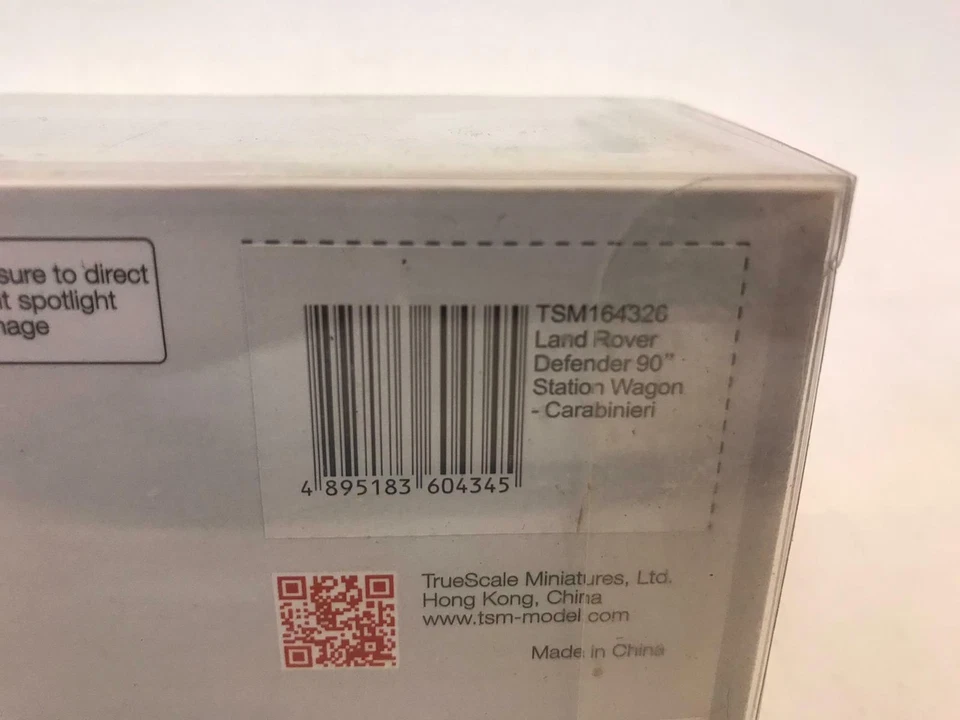 sure to direct
t spotlight
mage
TSM164326
Land Rover
Defender 90"
Station Wagon
- Carabinieri
4 895183 604345
TrueScale Miniatures, Ltd.
Hong Kong, China
www.tsm-model.com
Made in China